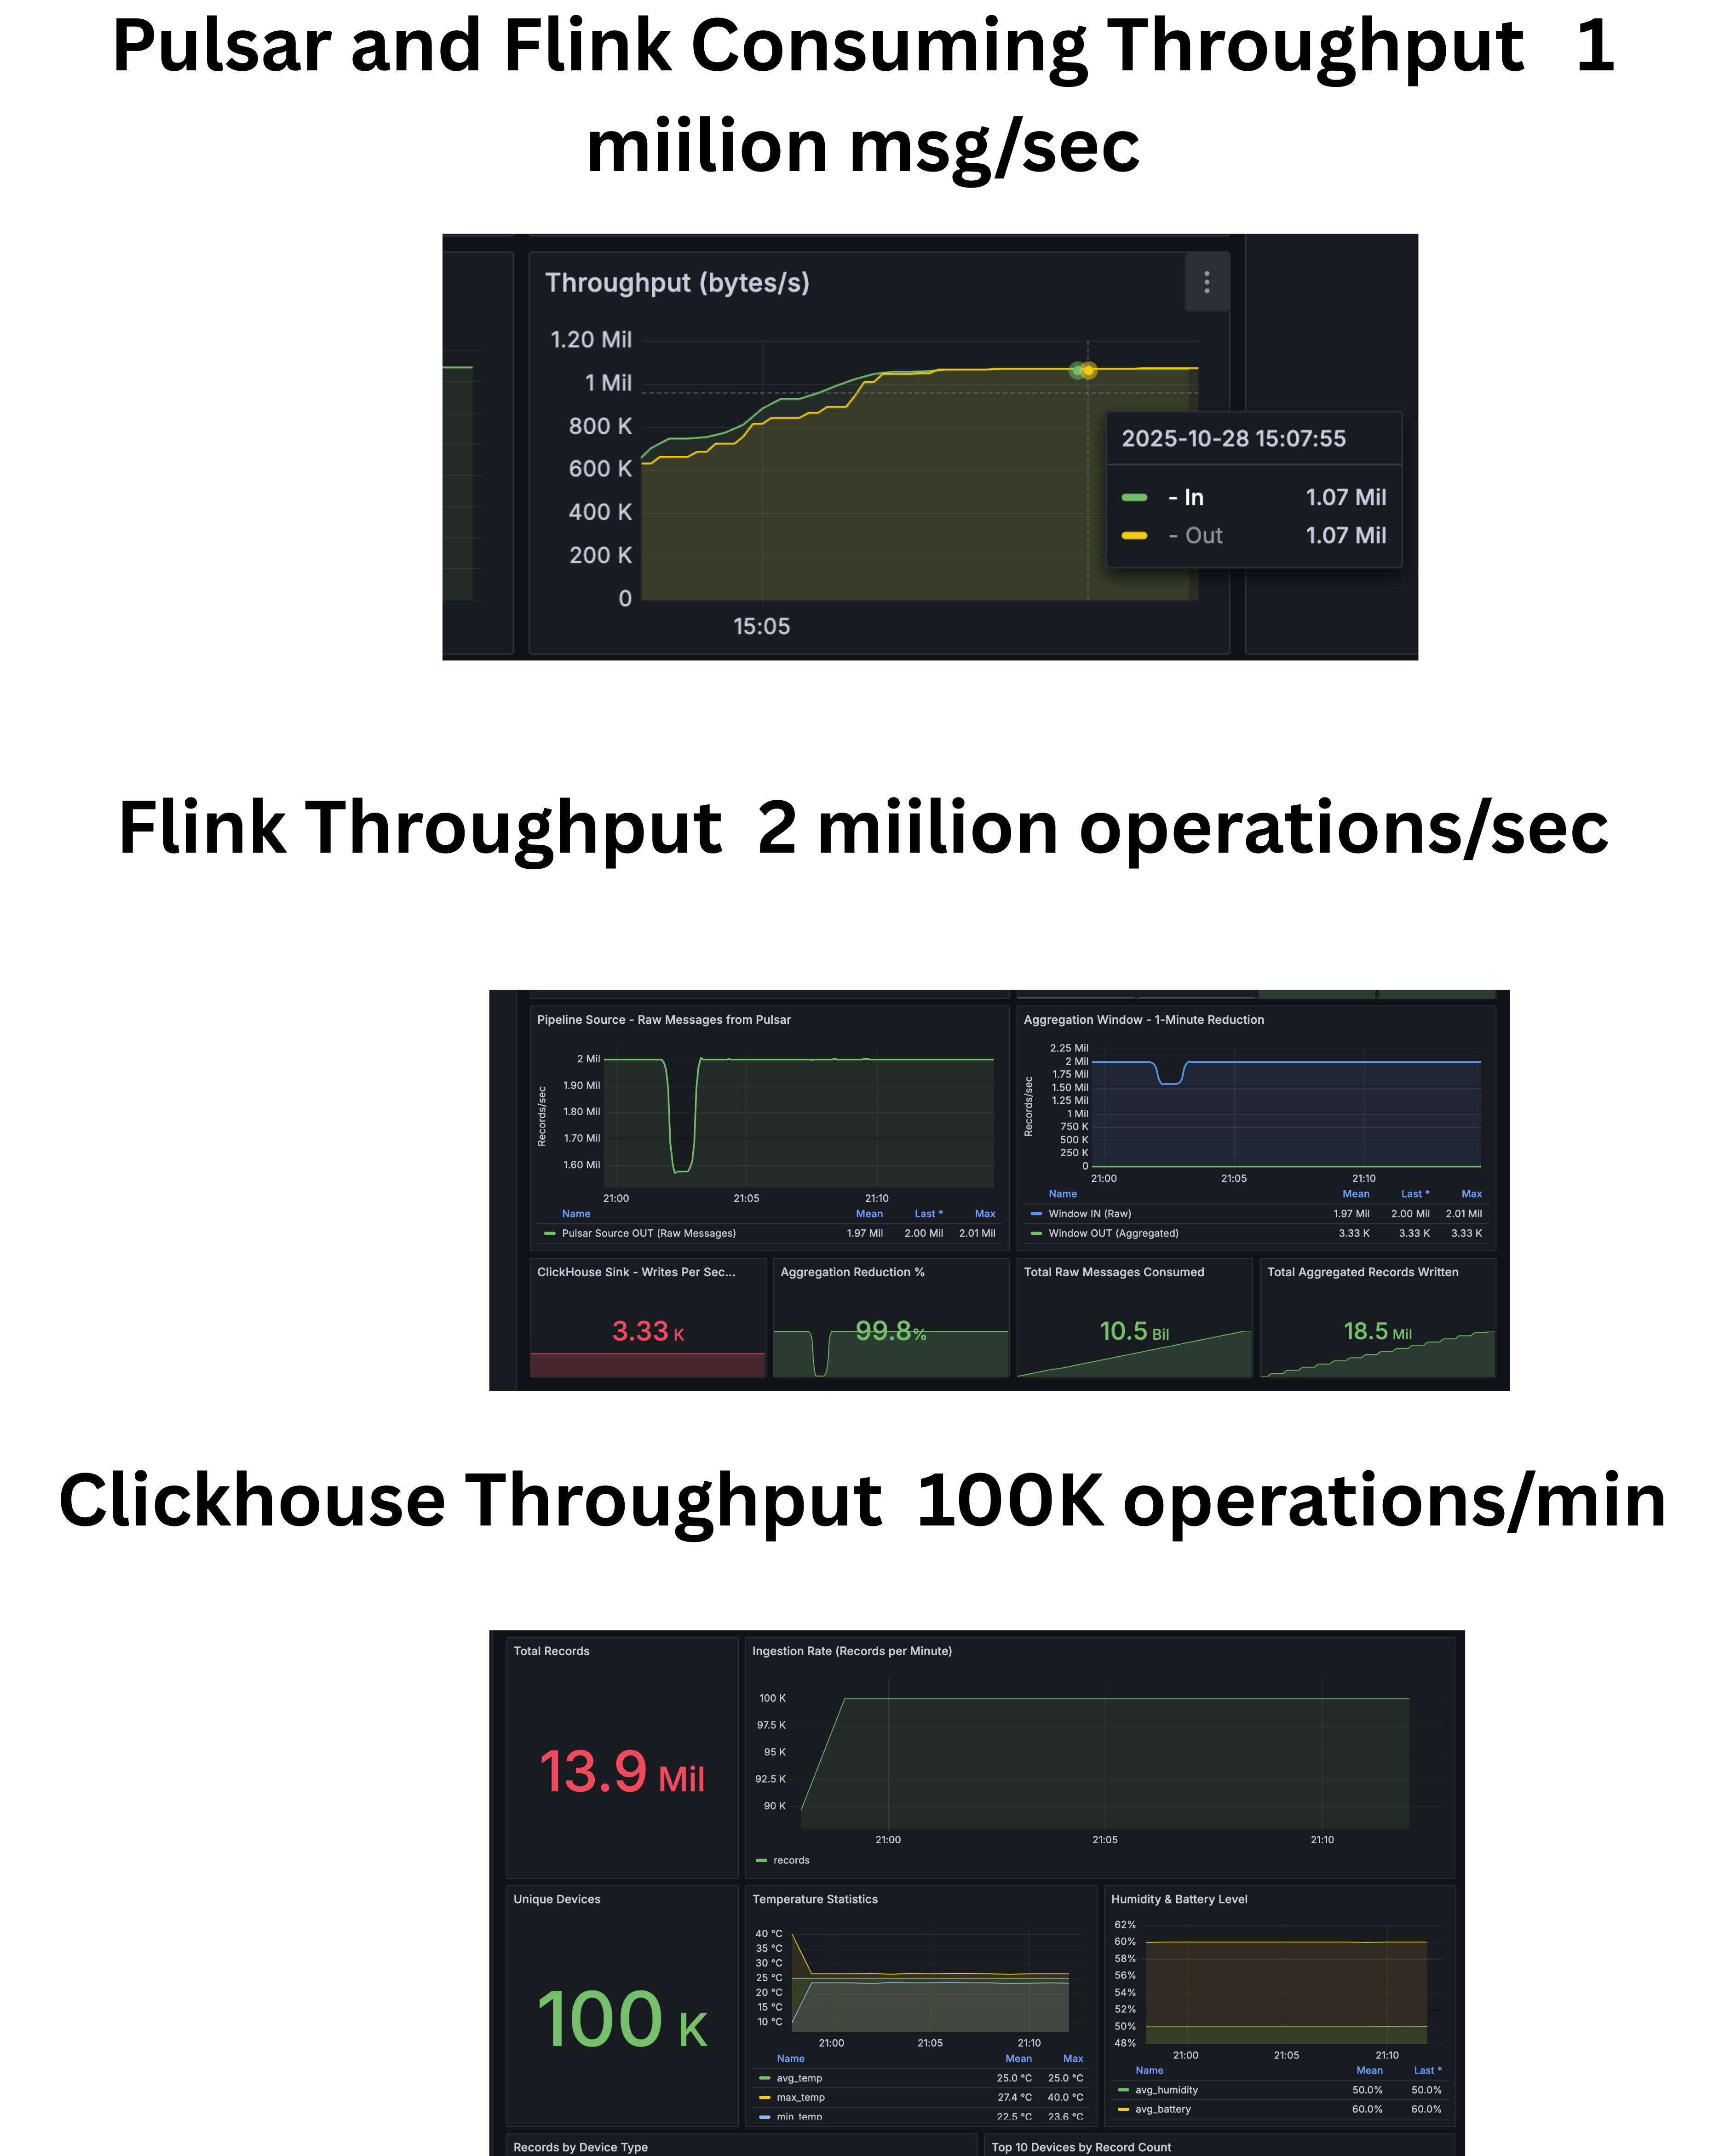 Pulsar and Flink Consuming Throughput 1
miilion msg/sec
Throughput (bytes/s)
1.20 Mil
1 Mil
800 K
600 K
400 K
200 K
0
15:05
2025-10-28 15:07:55
- In 1.07 Mil
- Out 1.07 Mil
Flink Throughput 2 miilion operations/sec
Pipeline Source - Raw Messages from Pulsar
Records/sec
2 Mil
1.90 Mil
1.80 Mil
1.70 Mil
1.60 Mil
21:00 21:05 21:10
Name Mean Last * Max
Pulsar Source OUT (Raw Messages) 1.97 Mil 2.00 Mil 2.01 Mil
Aggregation Window - 1-Minute Reduction
Records/sec
2.25 Mil
2 Mil
1.75 Mil
1.50 Mil
1.25 Mil
1 Mil
750 K
500 K
250 K
0
21:00 21:05 21:10
Name Mean Last * Max
Window IN (Raw) 1.97 Mil 2.00 Mil 2.01 Mil
Window OUT (Aggregated) 3.33 K 3.33 K 3.33 K
ClickHouse Sink - Writes Per Sec...
3.33 K
Aggregation Reduction %
99.8%
Total Raw Messages Consumed
10.5 Bil
Total Aggregated Records Written
18.5 Mil
Clickhouse Throughput 100K operations/min
Total Records
13.9 Mil
Ingestion Rate (Records per Minute)
100 K
97.5 K
95 K
92.5 K
90 K
21:00 21:05 21:10
records
Unique Devices
100 K
Temperature Statistics
40 °C
35 °C
30 °C
25 °C
20 °C
15 °C
10 °C
21:00 21:05 21:10
Name Mean Max
avg_temp 25.0 °C 25.0 °C
max_temp 27.4 °C 40.0 °C
min_temp 22.5 °C 23.6 °C
Humidity & Battery Level
62%
60%
58%
56%
54%
52%
50%
48%
21:00 21:05 21:10
Name Mean Last *
avg_humidity 50.0% 50.0%
avg_battery 60.0% 60.0%
Records by Device Type
Top 10 Devices by Record Count